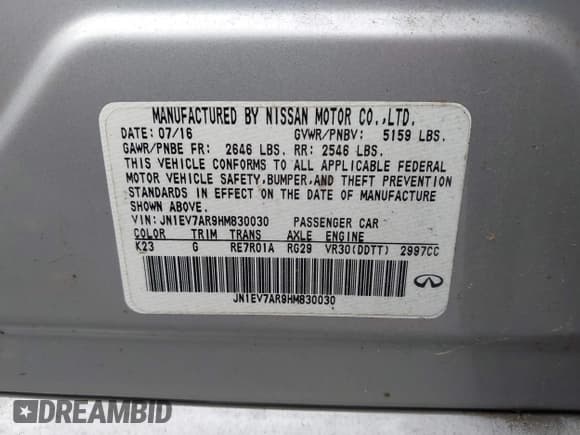 MANUFACTURED BY NISSAN MOTOR CO.,LTD.
DATE: 07/16 GVWR/PNBV: 5159 LBS.
GAWR/PNBE FR: 2646 LBS. RR: 2546 LBS.
THIS VEHICLE CONFORMS TO ALL APPLICABLE FEDERAL
MOTOR VEHICLE SAFETY,BUMPER,AND THEFT PREVENTION
STANDARDS IN EFFECT ON THE DATE OF MANUFACTURE
SHOWN ABOVE.
VIN: JN1EV7AR9HM830030 PASSENGER CAR
COLOR TRIM TRANS AXLE ENGINE
K23 G RE7R01A RG29 VR30(DDTT) 2997CC
JN1EV7AR9HM830030
INFINITI
#DREAMBID